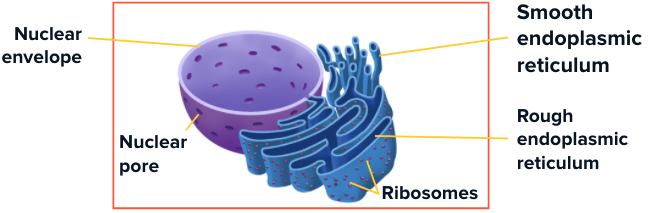 Nuclear
envelope
Smooth
endoplasmic
reticulum
Nuclear
pore
Rough
endoplasmic
reticulum
Ribosomes